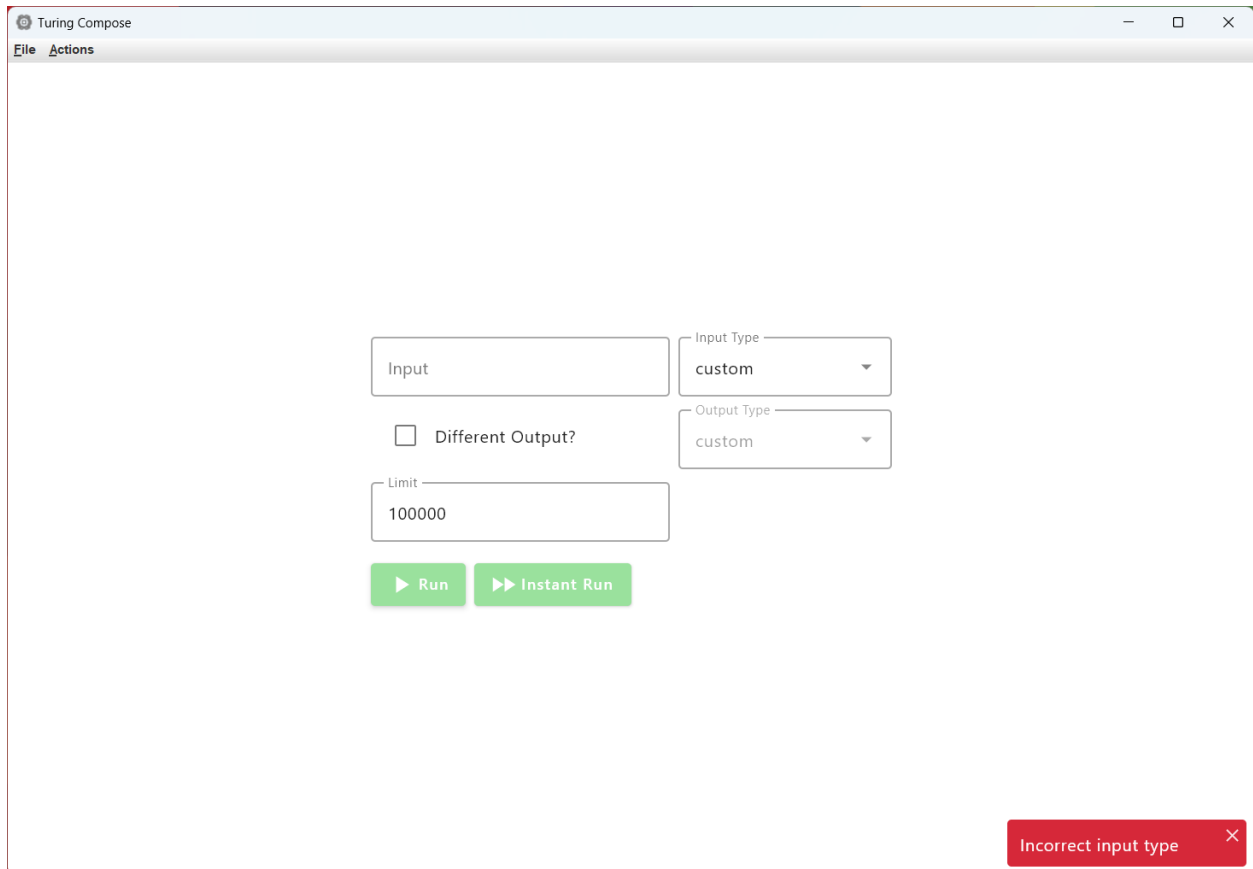 Turing Compose
File Actions
Input Type
Input
custom
Output Type
Different Output?
custom
Limit
100000
Run
Instant Run
Incorrect input type